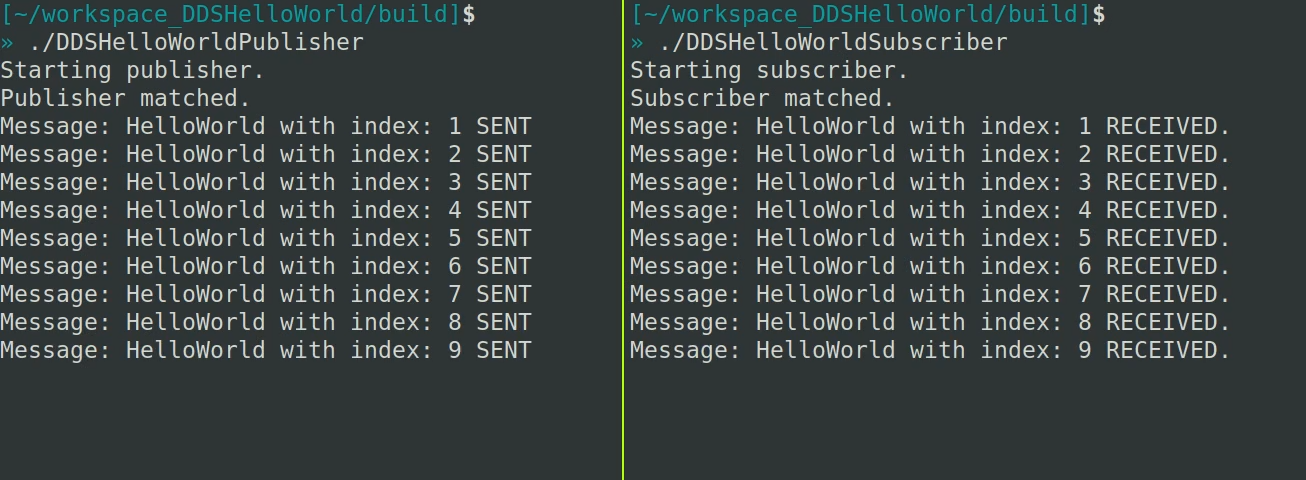 [~/workspace_DDSHelloWorld/build]$
» ./DDSHelloWorldPublisher
Starting publisher.
Publisher matched.
Message: HelloWorld with index: 1 SENT
Message: HelloWorld with index: 2 SENT
Message: HelloWorld with index: 3 SENT
Message: HelloWorld with index: 4 SENT
Message: HelloWorld with index: 5 SENT
Message: HelloWorld with index: 6 SENT
Message: HelloWorld with index: 7 SENT
Message: HelloWorld with index: 8 SENT
Message: HelloWorld with index: 9 SENT
[~/workspace_DDSHelloWorld/build]$
» ./DDSHelloWorldSubscriber
Starting subscriber.
Subscriber matched.
Message: HelloWorld with index: 1 RECEIVED.
Message: HelloWorld with index: 2 RECEIVED.
Message: HelloWorld with index: 3 RECEIVED.
Message: HelloWorld with index: 4 RECEIVED.
Message: HelloWorld with index: 5 RECEIVED.
Message: HelloWorld with index: 6 RECEIVED.
Message: HelloWorld with index: 7 RECEIVED.
Message: HelloWorld with index: 8 RECEIVED.
Message: HelloWorld with index: 9 RECEIVED.